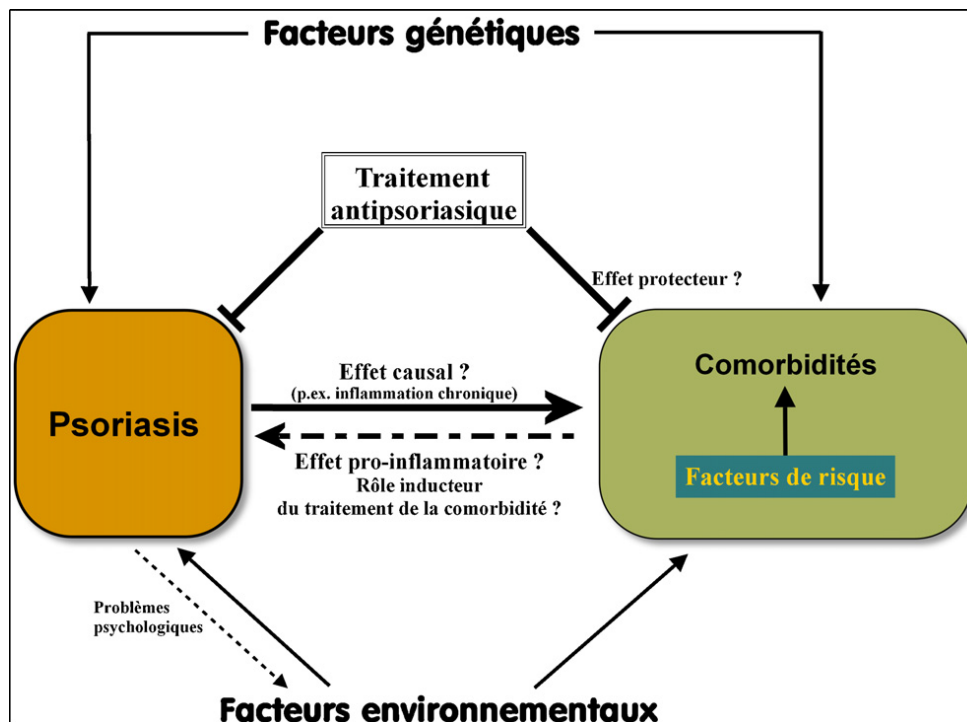 Facteurs génétiques
Traitement
antipsoriasique
Effet protecteur ?
Effet causal ?
(p.ex. inflammation chronique)
Comorbidités
Psoriasis
Effet pro-inflammatoire ?
Rôle inducteur
du traitement de la comorbidité ?
Facteurs de risque
Problèmes
psychologiques
Facteurs environnementaux